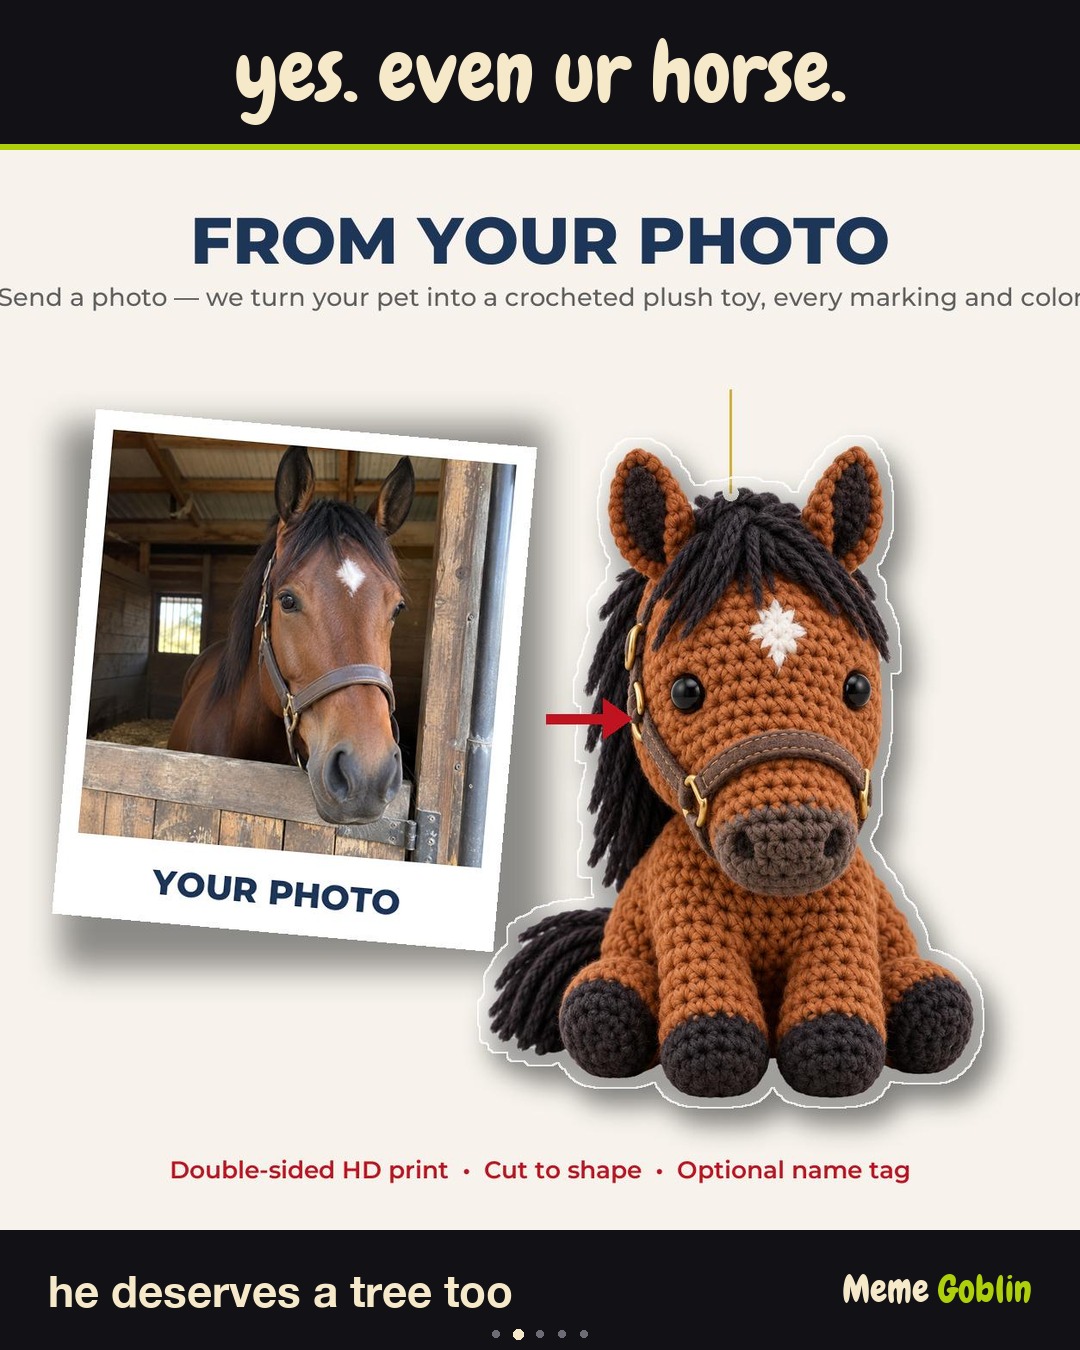 yes. even ur horse.
FROM YOUR PHOTO
Send a photo — we turn your pet into a crocheted plush toy, every marking and color
YOUR PHOTO
Double-sided HD print • Cut to shape • Optional name tag
he deserves a tree too
Meme Goblin